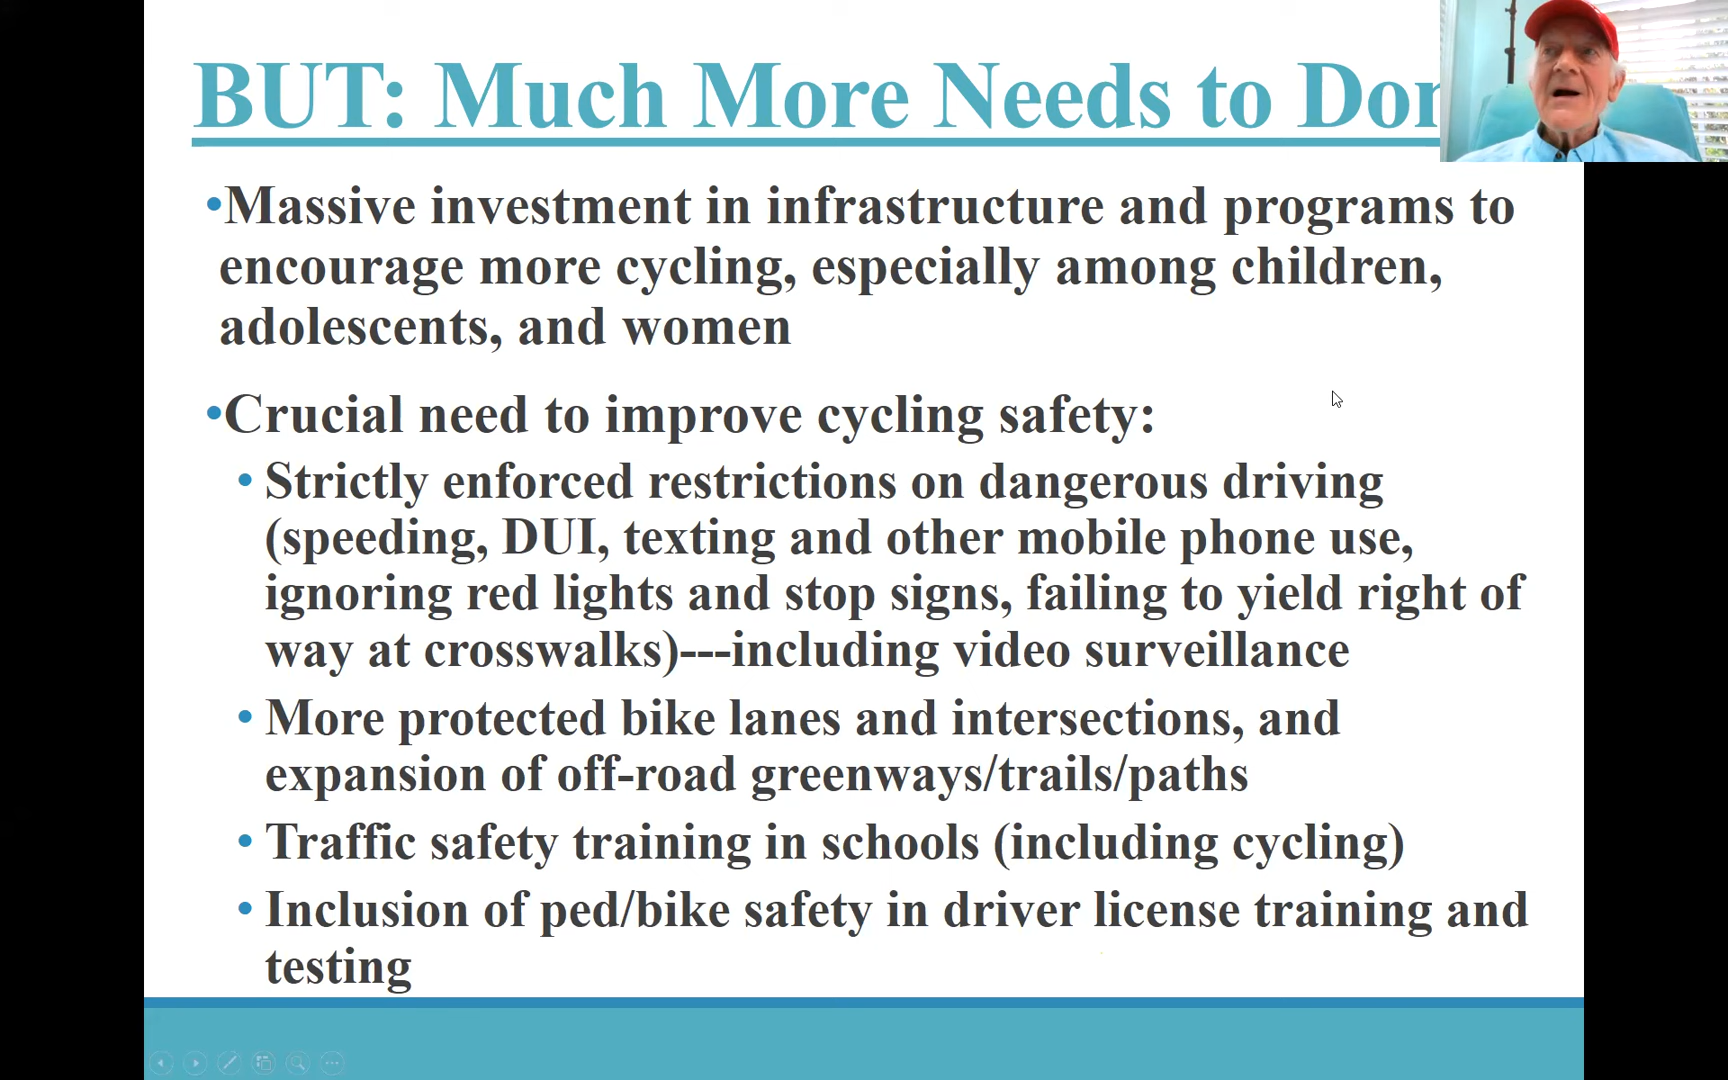 BUT: Much More Needs to Don
•Massive investment in infrastructure and programs to
encourage more cycling, especially among children,
adolescents, and women
•Crucial need to improve cycling safety:
• Strictly enforced restrictions on dangerous driving
(speeding, DUI, texting and other mobile phone use,
ignoring red lights and stop signs, failing to yield right of
way at crosswalks)---including video surveillance
• More protected bike lanes and intersections, and
expansion of off-road greenways/trails/paths
• Traffic safety training in schools (including cycling)
• Inclusion of ped/bike safety in driver license training and
testing